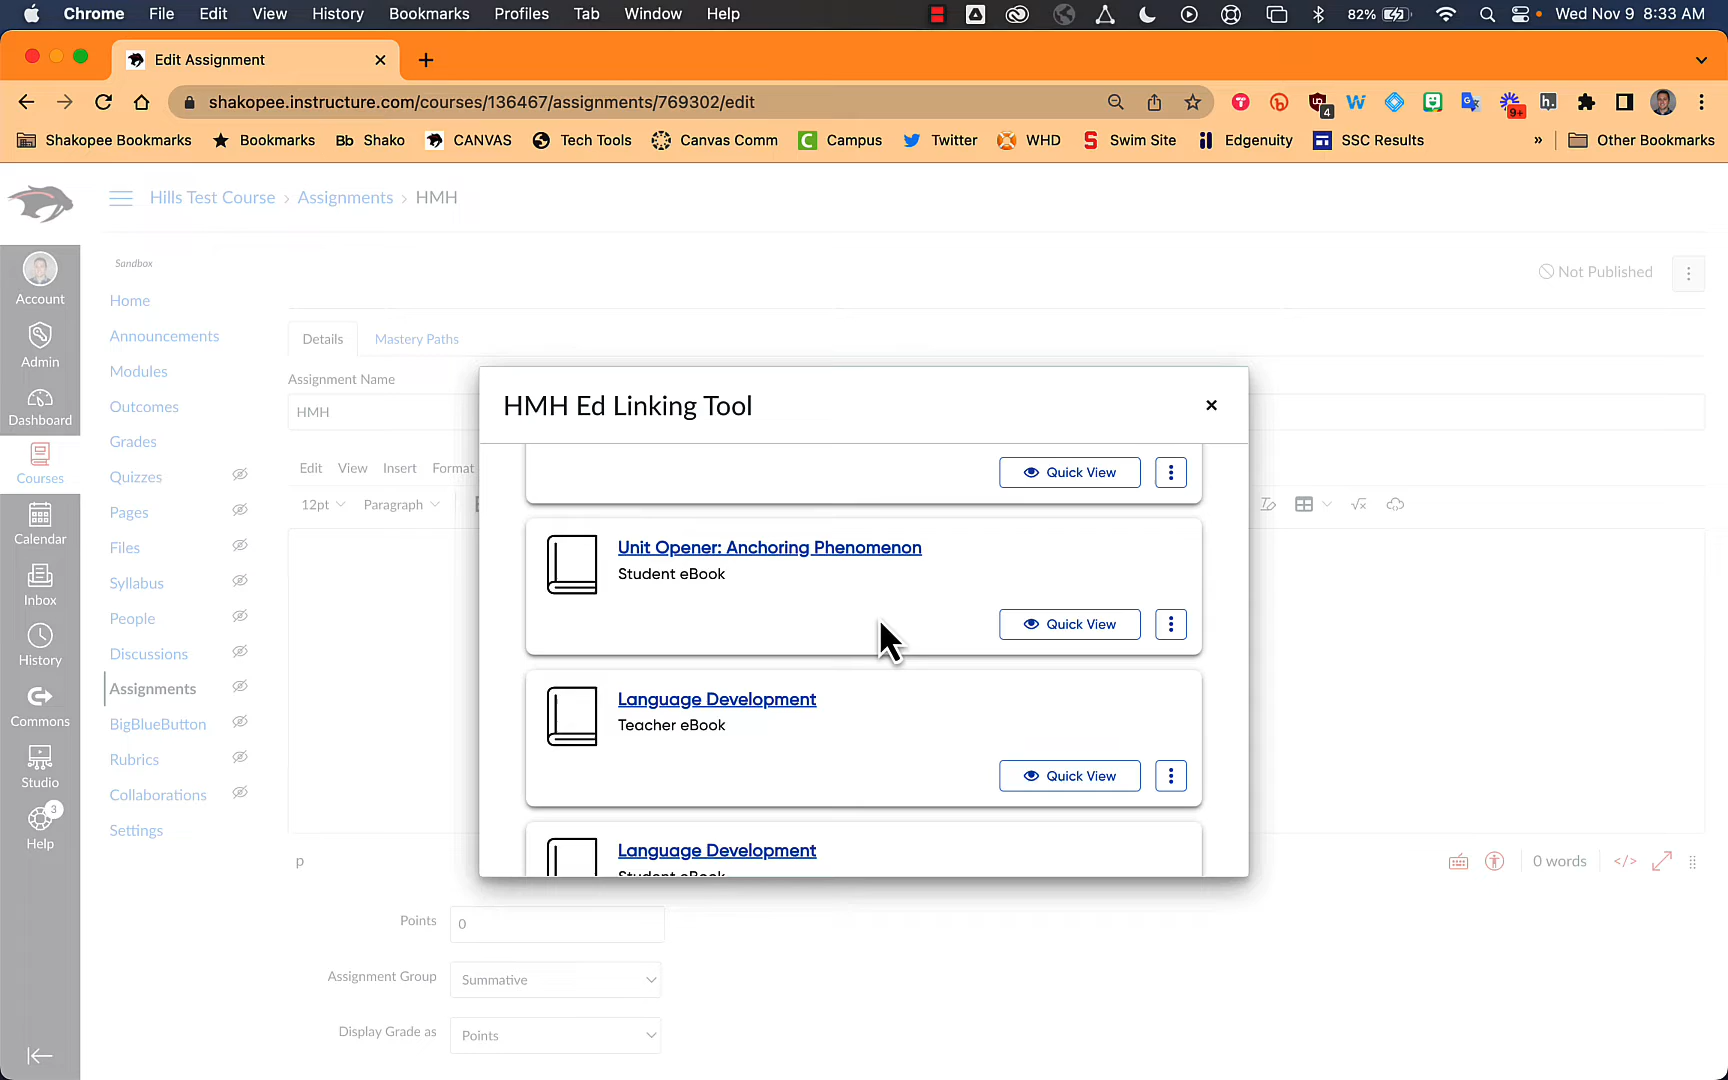 Chrome File Edit View History Bookmarks Profiles Tab Window Help 82% Wed Nov 9 8:33 AM
Edit Assignment
shakopee.instructure.com/courses/136467/assignments/769302/edit 4 9+
Shakopee Bookmarks Bookmarks Bb Shako CANVAS Tech Tools Canvas Comm Campus Twitter WHD Swim Site Edgenuity SSC Results » Other Bookmarks
Hills Test Course › Assignments › HMH
Sandbox
Not Published
Account
Admin
Dashboard
Courses
Calendar
Inbox
History
Commons
Studio
3
Help
Home
Announcements
Modules
Outcomes
Grades
Quizzes
Pages
Files
Syllabus
People
Discussions
Assignments
BigBlueButton
Rubrics
Collaborations
Settings
Details Mastery Paths
Assignment Name
HMH
Edit View Insert Format
12pt Paragraph
HMH Ed Linking Tool
Quick View
Unit Opener: Anchoring Phenomenon
Student eBook
Quick View
Language Development
Teacher eBook
Quick View
Language Development
Student eBook
p
0 words </>
Points 0
Assignment Group Summative
Display Grade as Points